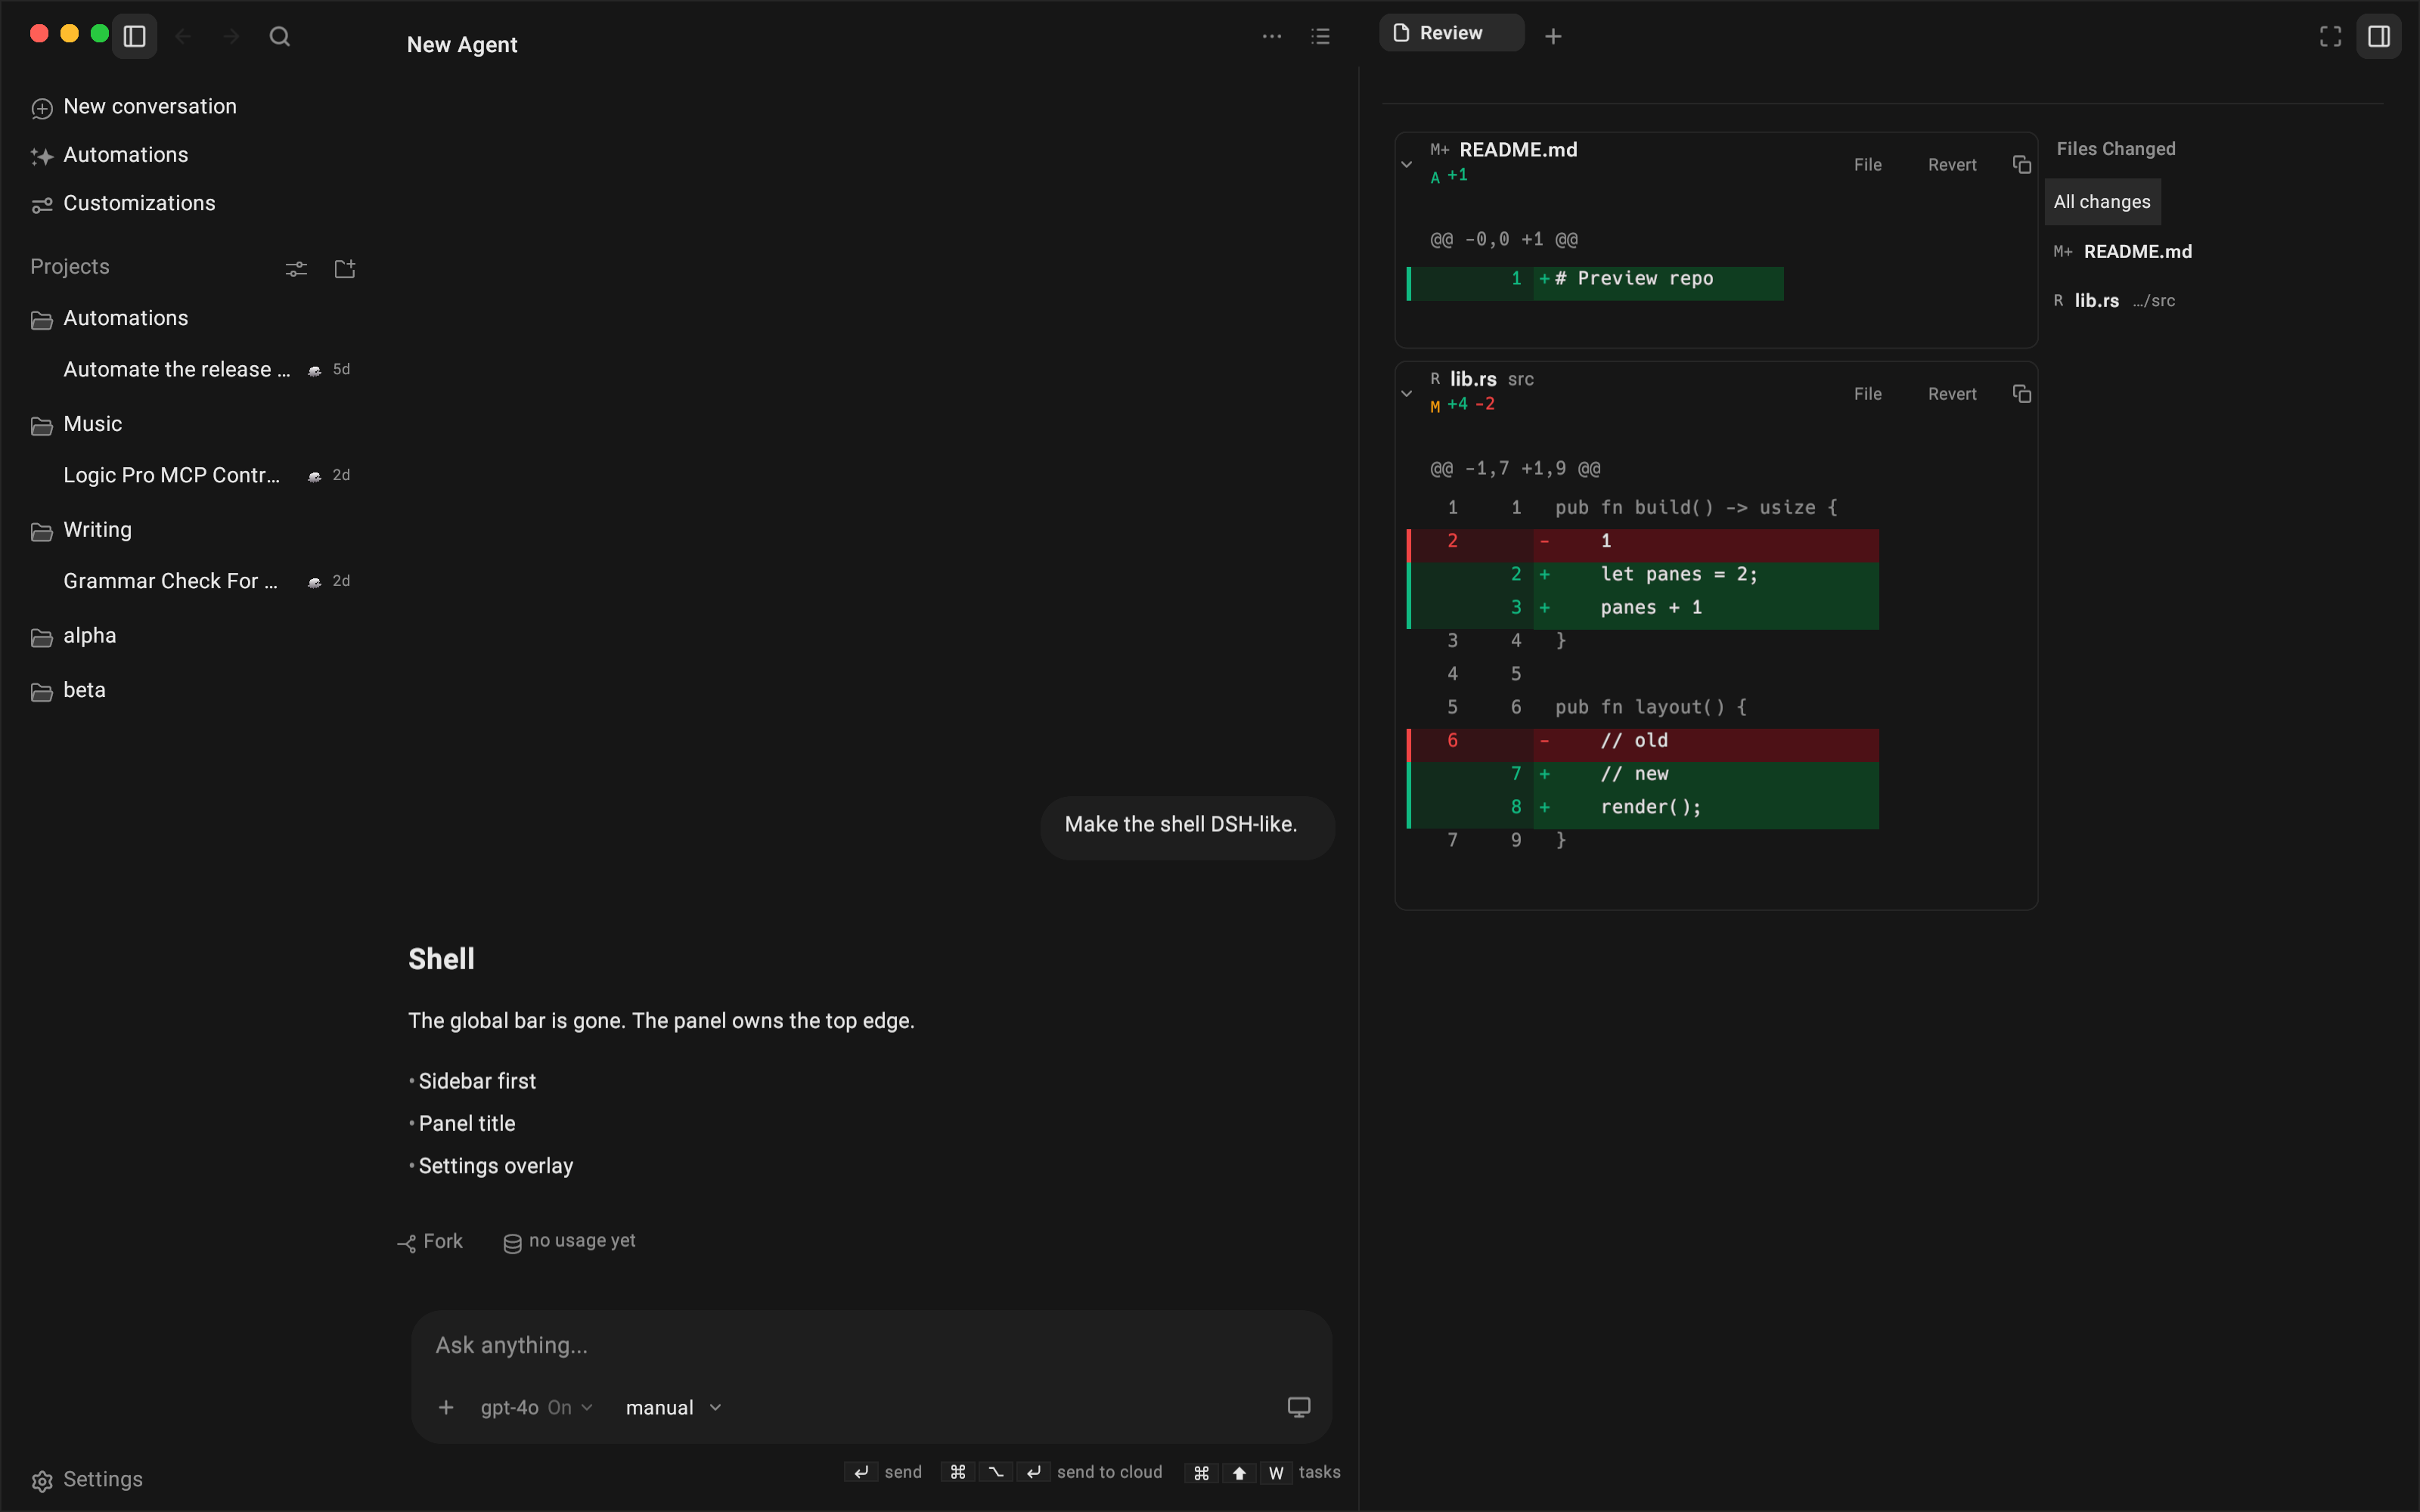 New Agent
Review
New conversation
Automations
Customizations
Projects
Automations
Automate the release ... 5d
Music
Logic Pro MCP Contr... 2d
Writing
Grammar Check For ... 2d
alpha
beta
Settings
Make the shell DSH-like.
Shell
The global bar is gone. The panel owns the top edge.
• Sidebar first
• Panel title
• Settings overlay
Fork no usage yet
Ask anything...
gpt-4o On manual
send ⌘ ⌥ send to cloud ⌘ W tasks
M+ README.md
A +1
File Revert
@@ -0,0 +1 @@
1 +# Preview repo
R lib.rs src
M +4 -2
File Revert
@@ -1,7 +1,9 @@
1 1 pub fn build() -> usize {
2 - 1
2 + let panes = 2;
3 + panes + 1
3 4 }
4 5
5 6 pub fn layout() {
6 - // old
7 + // new
8 + render();
7 9 }
Files Changed
All changes
M+ README.md
R lib.rs .../src